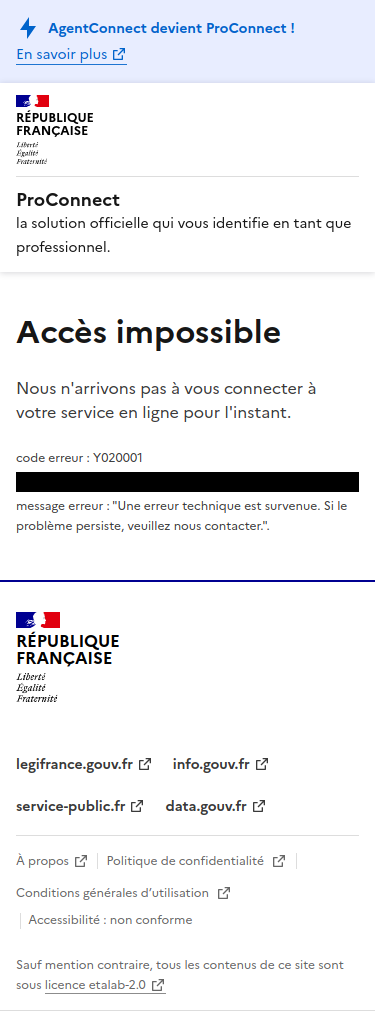 AgentConnect devient ProConnect !
En savoir plus
RÉPUBLIQUE
FRANÇAISE
Liberté
Égalité
Fraternité
ProConnect
la solution officielle qui vous identifie en tant que
professionnel.
Accès impossible
Nous n'arrivons pas à vous connecter à
votre service en ligne pour l'instant.
code erreur : Y020001
message erreur : "Une erreur technique est survenue. Si le
problème persiste, veuillez nous contacter.".
RÉPUBLIQUE
FRANÇAISE
Liberté
Égalité
Fraternité
legifrance.gouv.fr info.gouv.fr
service-public.fr data.gouv.fr
À propos Politique de confidentialité
Conditions générales d’utilisation
Accessibilité : non conforme
Sauf mention contraire, tous les contenus de ce site sont
sous licence etalab-2.0